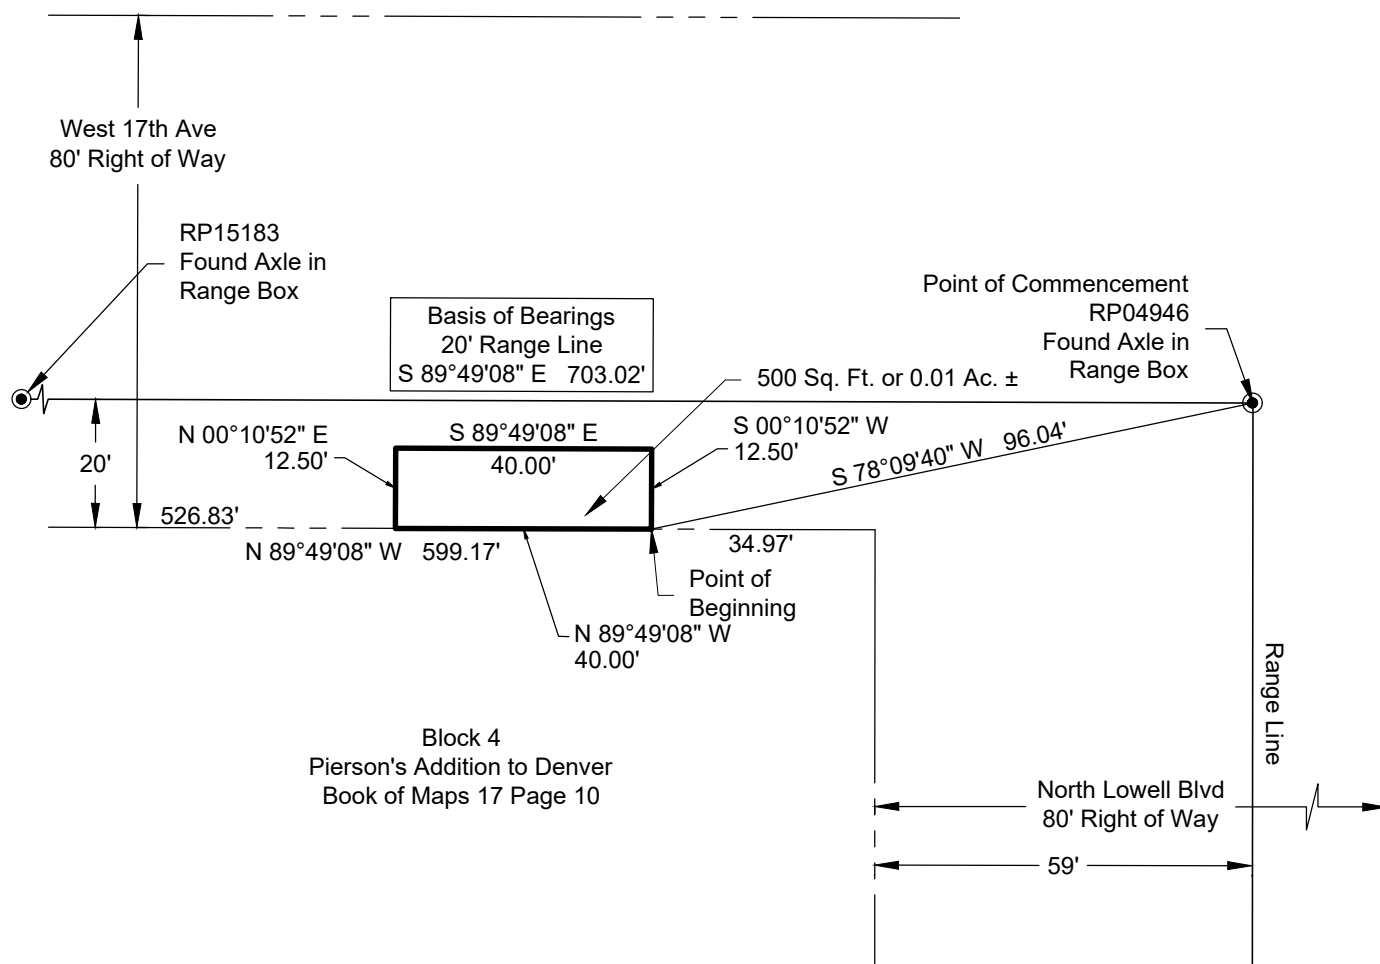 West 17th Ave
80' Right of Way
RP15183
Found Axle in
Range Box
Basis of Bearings
20' Range Line
S 89°49'08" E 703.02'
Point of Commencement
RP04946
Found Axle in
Range Box
500 Sq. Ft. or 0.01 Ac. ±
N 00°10'52" E
12.50'
S 89°49'08" E
40.00'
S 00°10'52" W
12.50'
S 78°09'40" W 96.04'
20'
526.83'
N 89°49'08" W 599.17'
34.97'
Point of
Beginning
N 89°49'08" W
40.00'
Range Line
Block 4
Pierson's Addition to Denver
Book of Maps 17 Page 10
North Lowell Blvd
80' Right of Way
59'